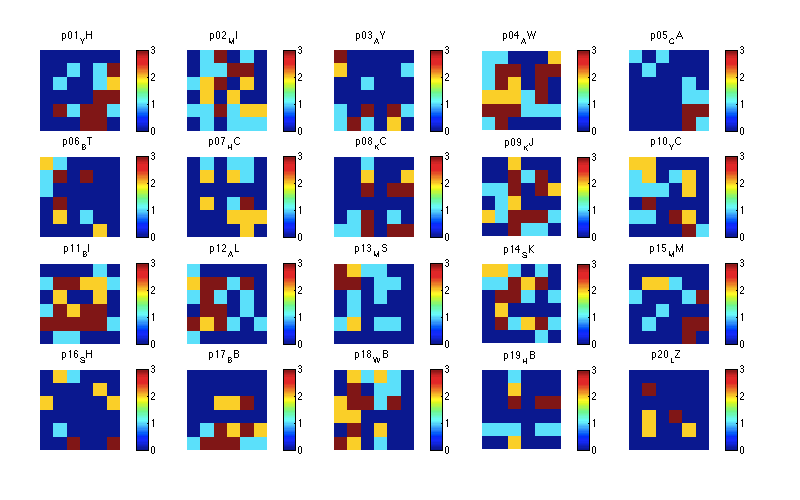 p01YH p02MI p03AY p04AW p05GA
3 3 3 3 3
2 2 2 2 2
1 1 1 1 1
0 0 0 0 0
p06BT p07HC p08KC p09KJ p10YC
3 3 3 3 3
2 2 2 2 2
1 1 1 1 1
0 0 0 0 0
p11BI p12AL p13MS p14SK p15MM
3 3 3 3 3
2 2 2 2 2
1 1 1 1 1
0 0 0 0 0
p16SH p17BB p18WB p19HB p20LZ
3 3 3 3 3
2 2 2 2 2
1 1 1 1 1
0 0 0 0 0